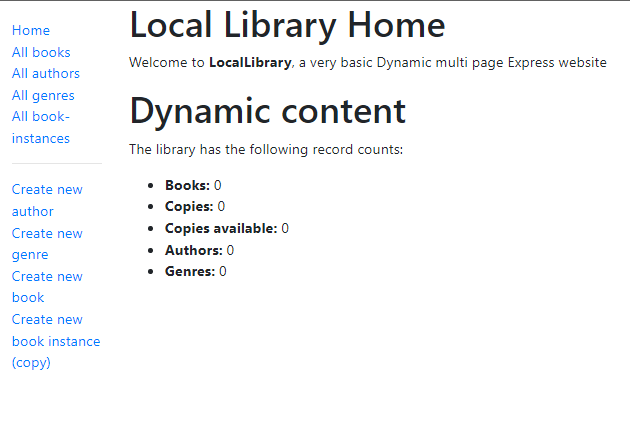 Home
All books
All authors
All genres
All book-
instances
Create new
author
Create new
genre
Create new
book
Create new
book instance
(copy)
Local Library Home
Welcome to LocalLibrary, a very basic Dynamic multi page Express website
Dynamic content
The library has the following record counts:
Books: 0
Copies: 0
Copies available: 0
Authors: 0
Genres: 0